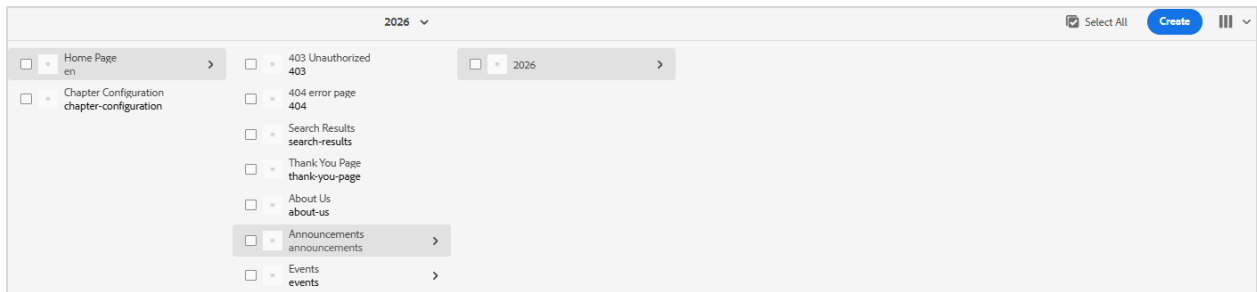 2026
Select All
Create
Home Page
en
Chapter Configuration
chapter-configuration
403 Unauthorized
403
404 error page
404
Search Results
search-results
Thank You Page
thank-you-page
About Us
about-us
Announcements
announcements
Events
events
2026